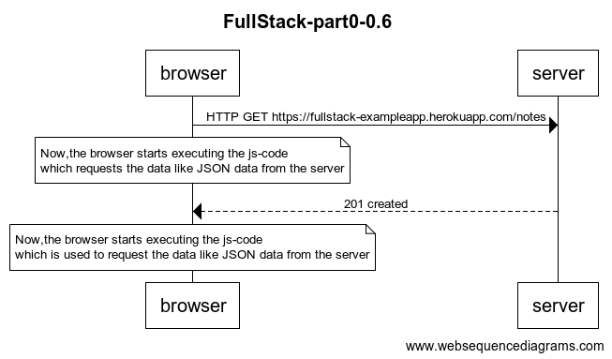 FullStack-part0-0.6
browser
server
HTTP GET https://fullstack-exampleapp.herokuapp.com/notes
Now,the browser starts executing the js-code
which requests the data like JSON data from the server
201 created
Now,the browser starts executing the js-code
which is used to request the data like JSON data from the server
browser
server
www.websequencediagrams.com